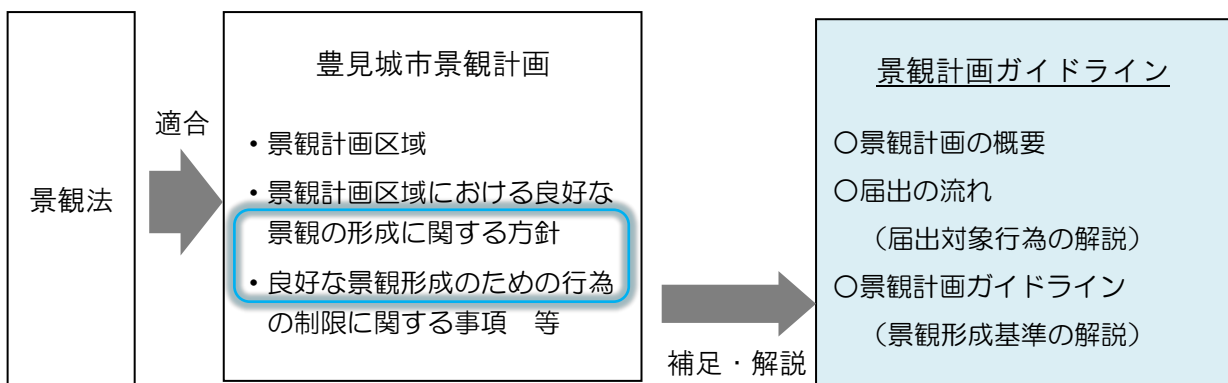 景観法
適合
豊見城市景観計画
・景観計画区域
・景観計画区域における良好な
景観の形成に関する方針
・良好な景観形成のための行為
の制限に関する事項　等
補足・解説
景観計画ガイドライン
〇景観計画の概要
〇届出の流れ
（届出対象行為の解説）
〇景観計画ガイドライン
（景観形成基準の解説）